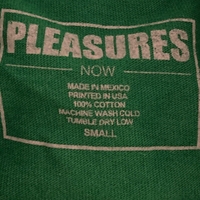 PLEASURES
NOW
MADE IN MEXICO
PRINTED IN USA
100% COTTON
MACHINE WASH COLD
TUMBLE DRY LOW
SMALL